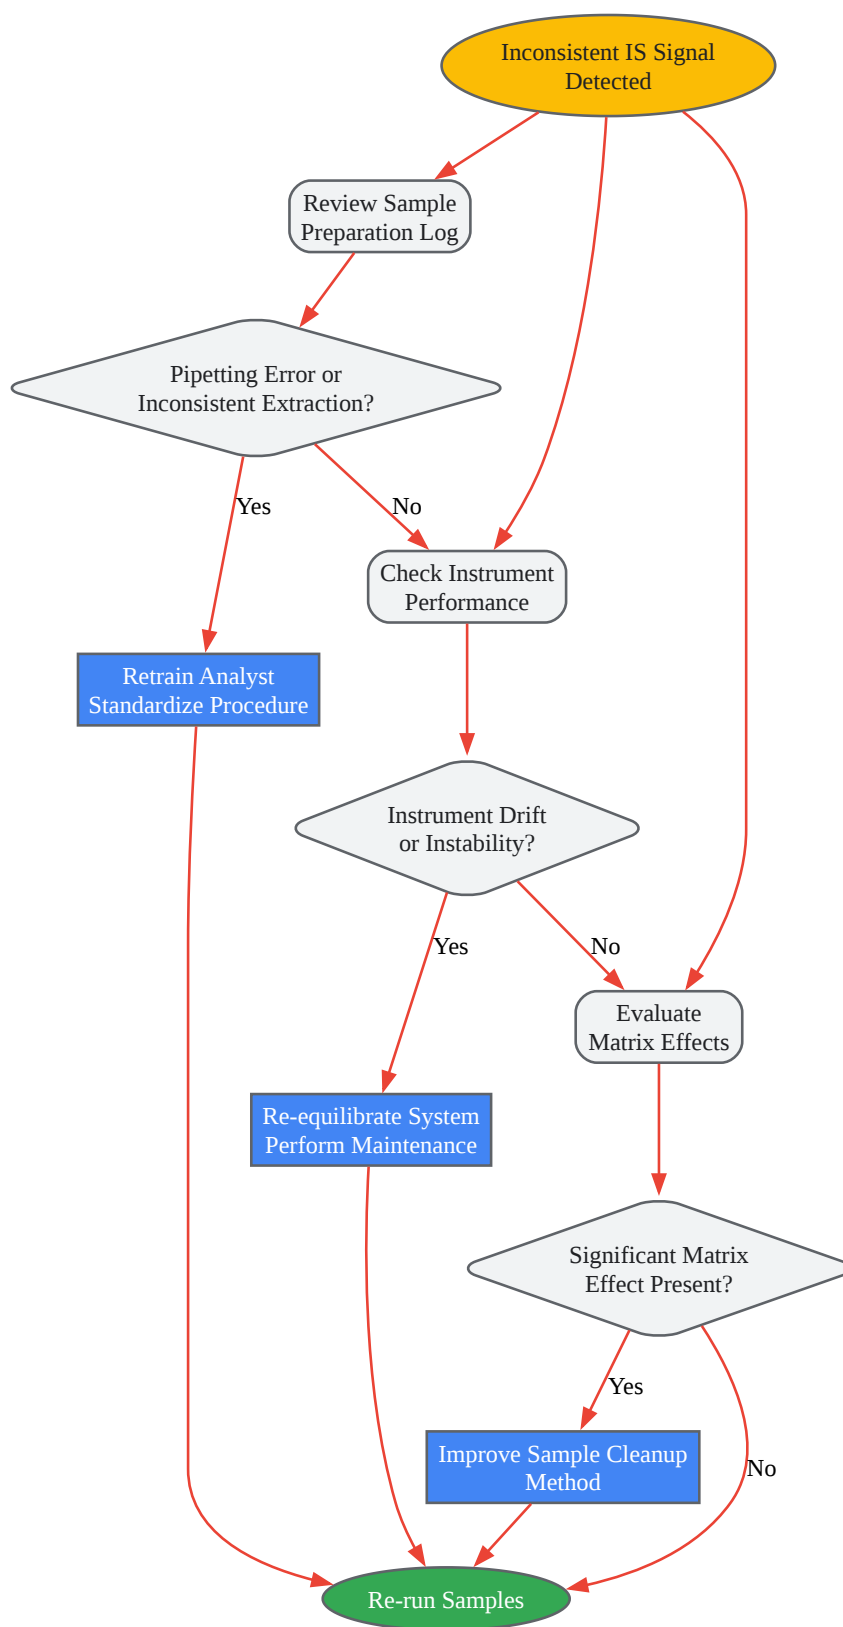 Inconsistent IS Signal
Detected
Review Sample
Preparation Log
Pipetting Error or
Inconsistent Extraction?
Yes
No
Check Instrument
Performance
Retrain Analyst
Standardize Procedure
Instrument Drift
or Instability?
Yes
No
Evaluate
Matrix Effects
Re-equilibrate System
Perform Maintenance
Significant Matrix
Effect Present?
Yes
Improve Sample Cleanup
Method
No
Re-run Samples